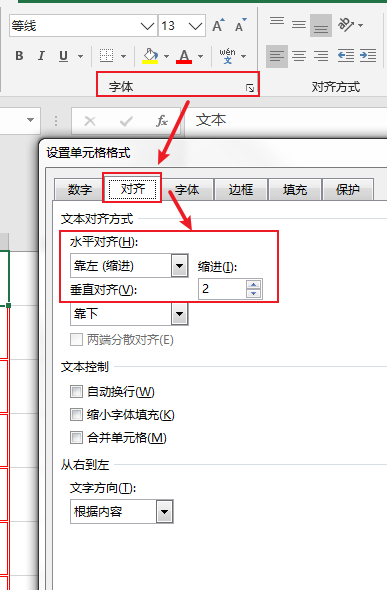 等线 13 A A
B I U A wén 文
字体 对齐方式
fx 文本
设置单元格格式
数字 对齐 字体 边框 填充 保护
文本对齐方式
水平对齐(H):
靠左 (缩进) 缩进(I):
垂直对齐(V): 2
靠下
两端分散对齐(E)
文本控制
自动换行(W)
缩小字体填充(K)
合并单元格(M)
从右到左
文字方向(T):
根据内容